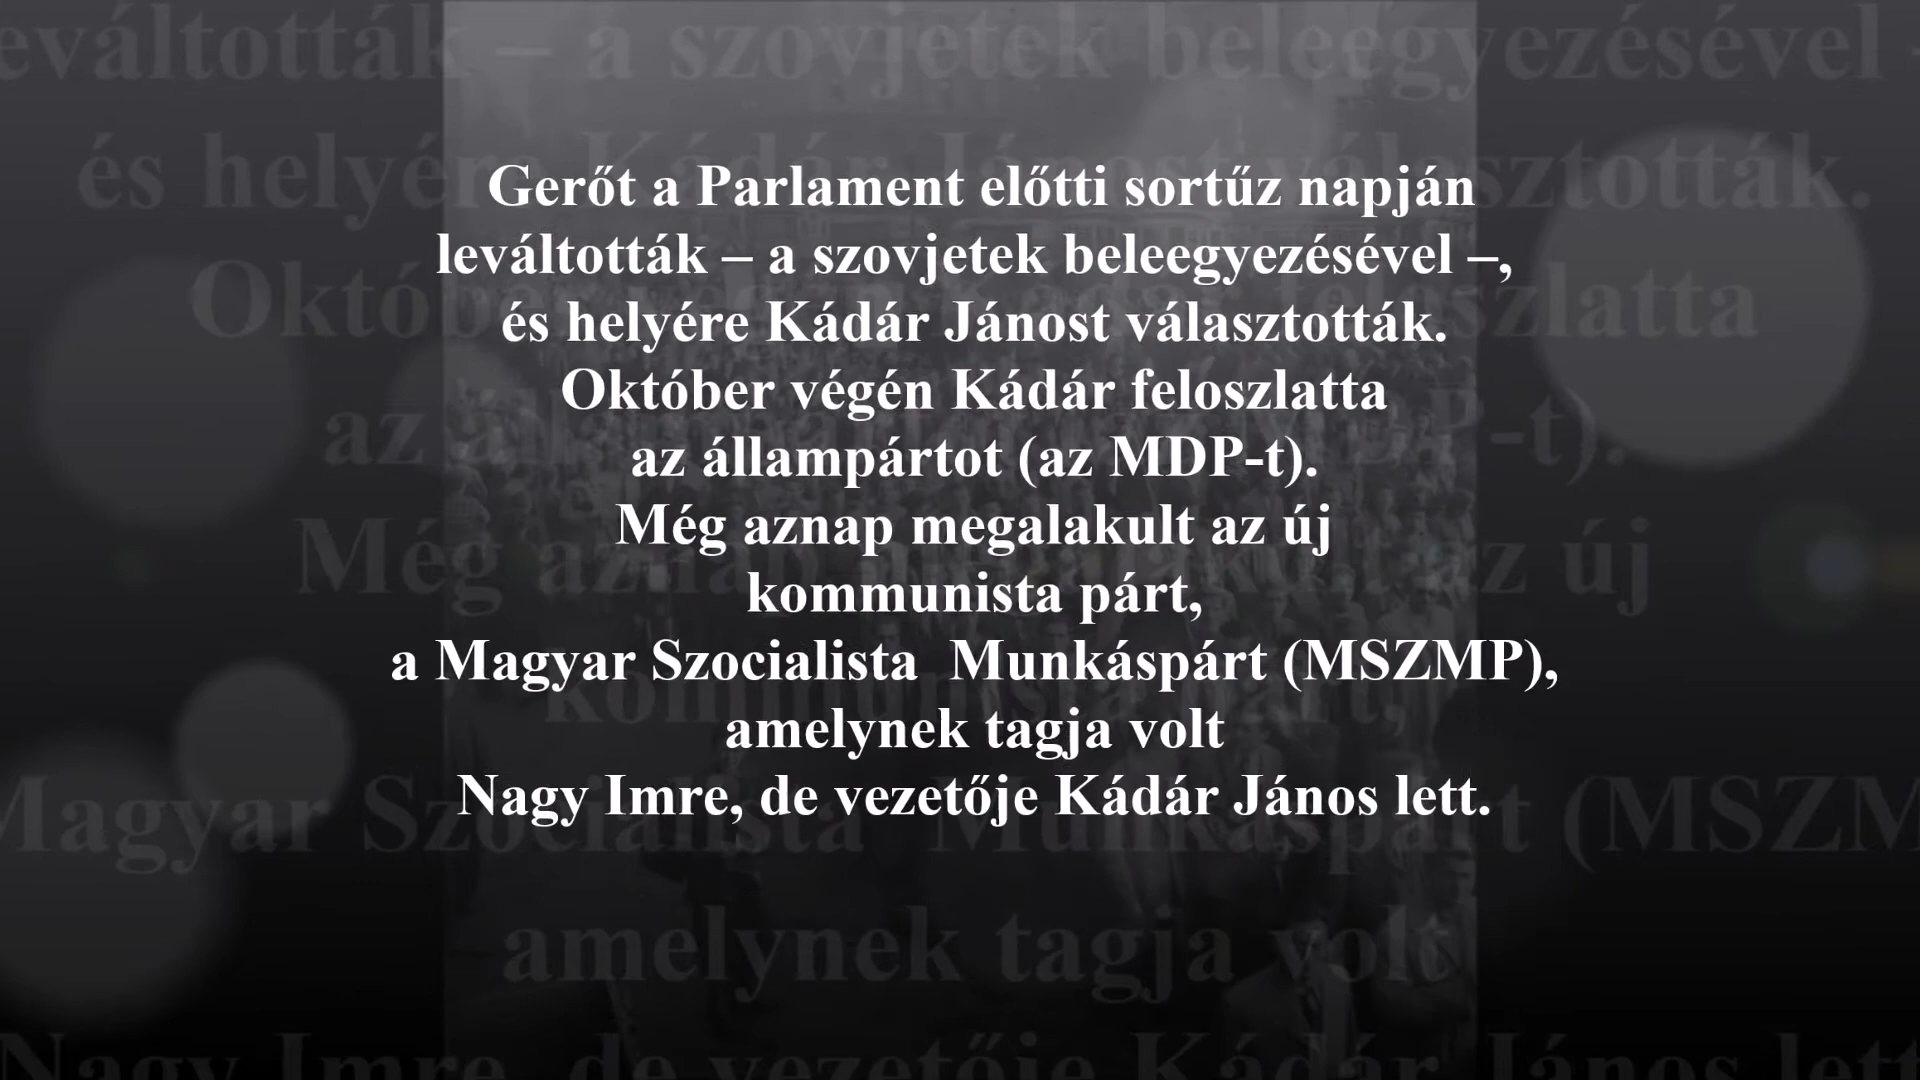 Gerőt a Parlament előtti sortűz napján
leváltották – a szovjetek beleegyezésével –,
és helyére Kádár Jánost választották.
Október végén Kádár feloszlatta
az állampártot (az MDP-t).
Még aznap megalakult az új
kommunista párt,
a Magyar Szocialista  Munkáspárt (MSZMP),
amelynek tagja volt
Nagy Imre, de vezetője Kádár János lett.